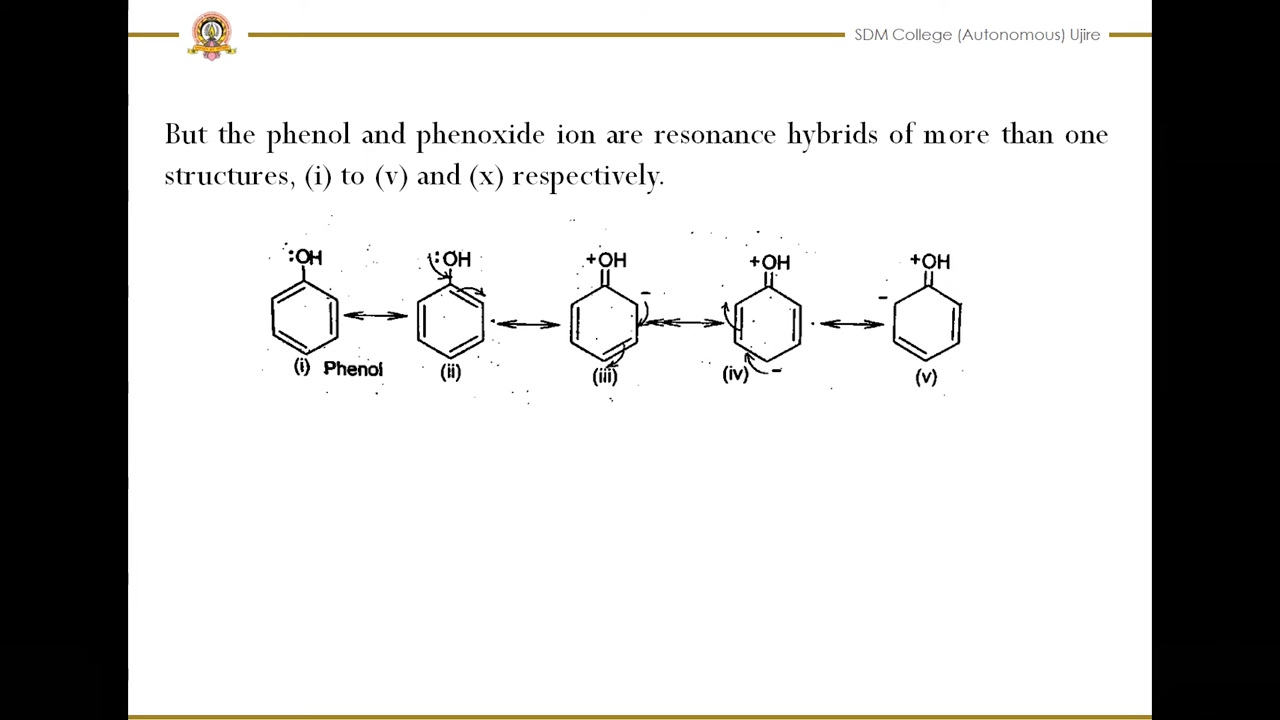 SDM College (Autonomous) Ujire
But the phenol and phenoxide ion are resonance hybrids of more than one
structures, (i) to (v) and (x) respectively.
:OH :OH +OH +OH +OH
(i) Phenol (ii) (iii) (iv) (v)